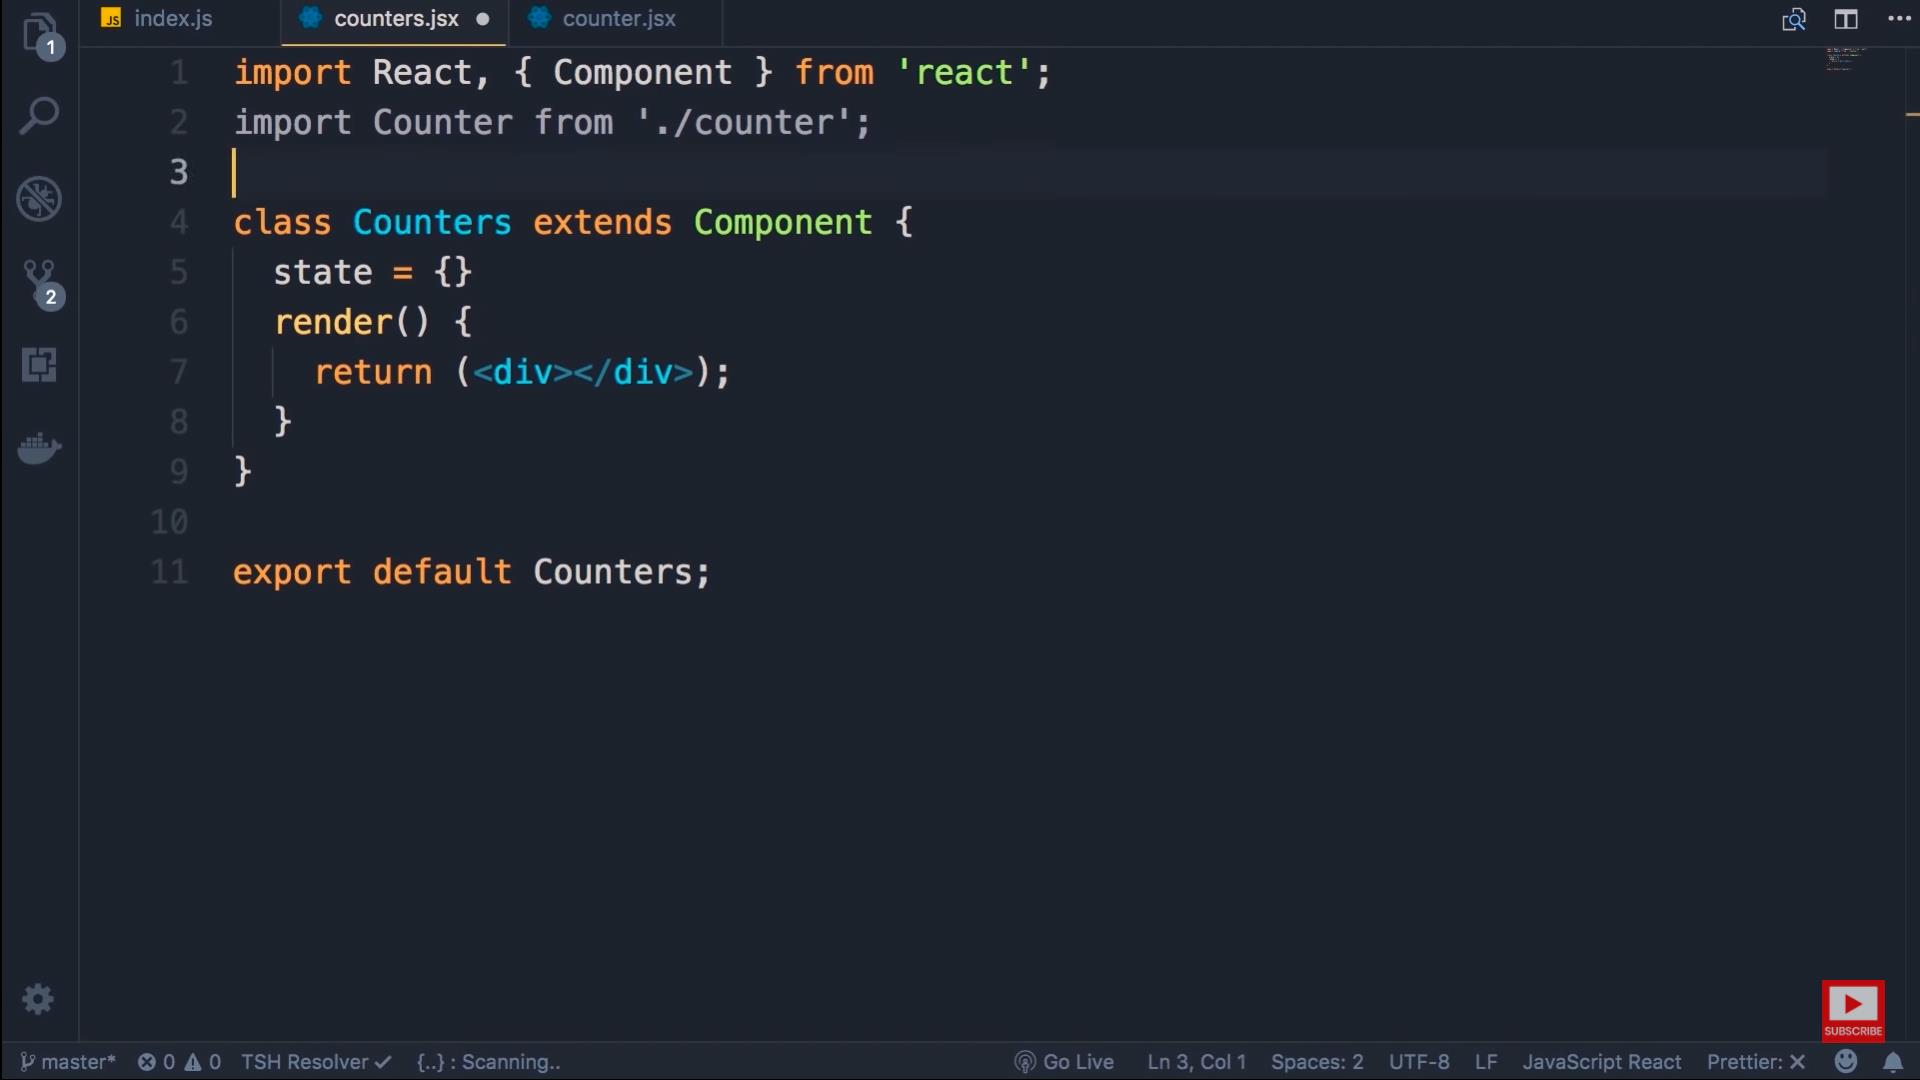 index.js
counters.jsx
counter.jsx
1
1 import React, { Component } from 'react';
2 import Counter from './counter';
3
4 class Counters extends Component {
5 state = {}
6 render() {
7 return (<div></div>);
8 }
9 }
10
11 export default Counters;
2
SUBSCRIBE
master* 0 0 TSH Resolver {..} : Scanning.. Go Live Ln 3, Col 1 Spaces: 2 UTF-8 LF JavaScript React Prettier: